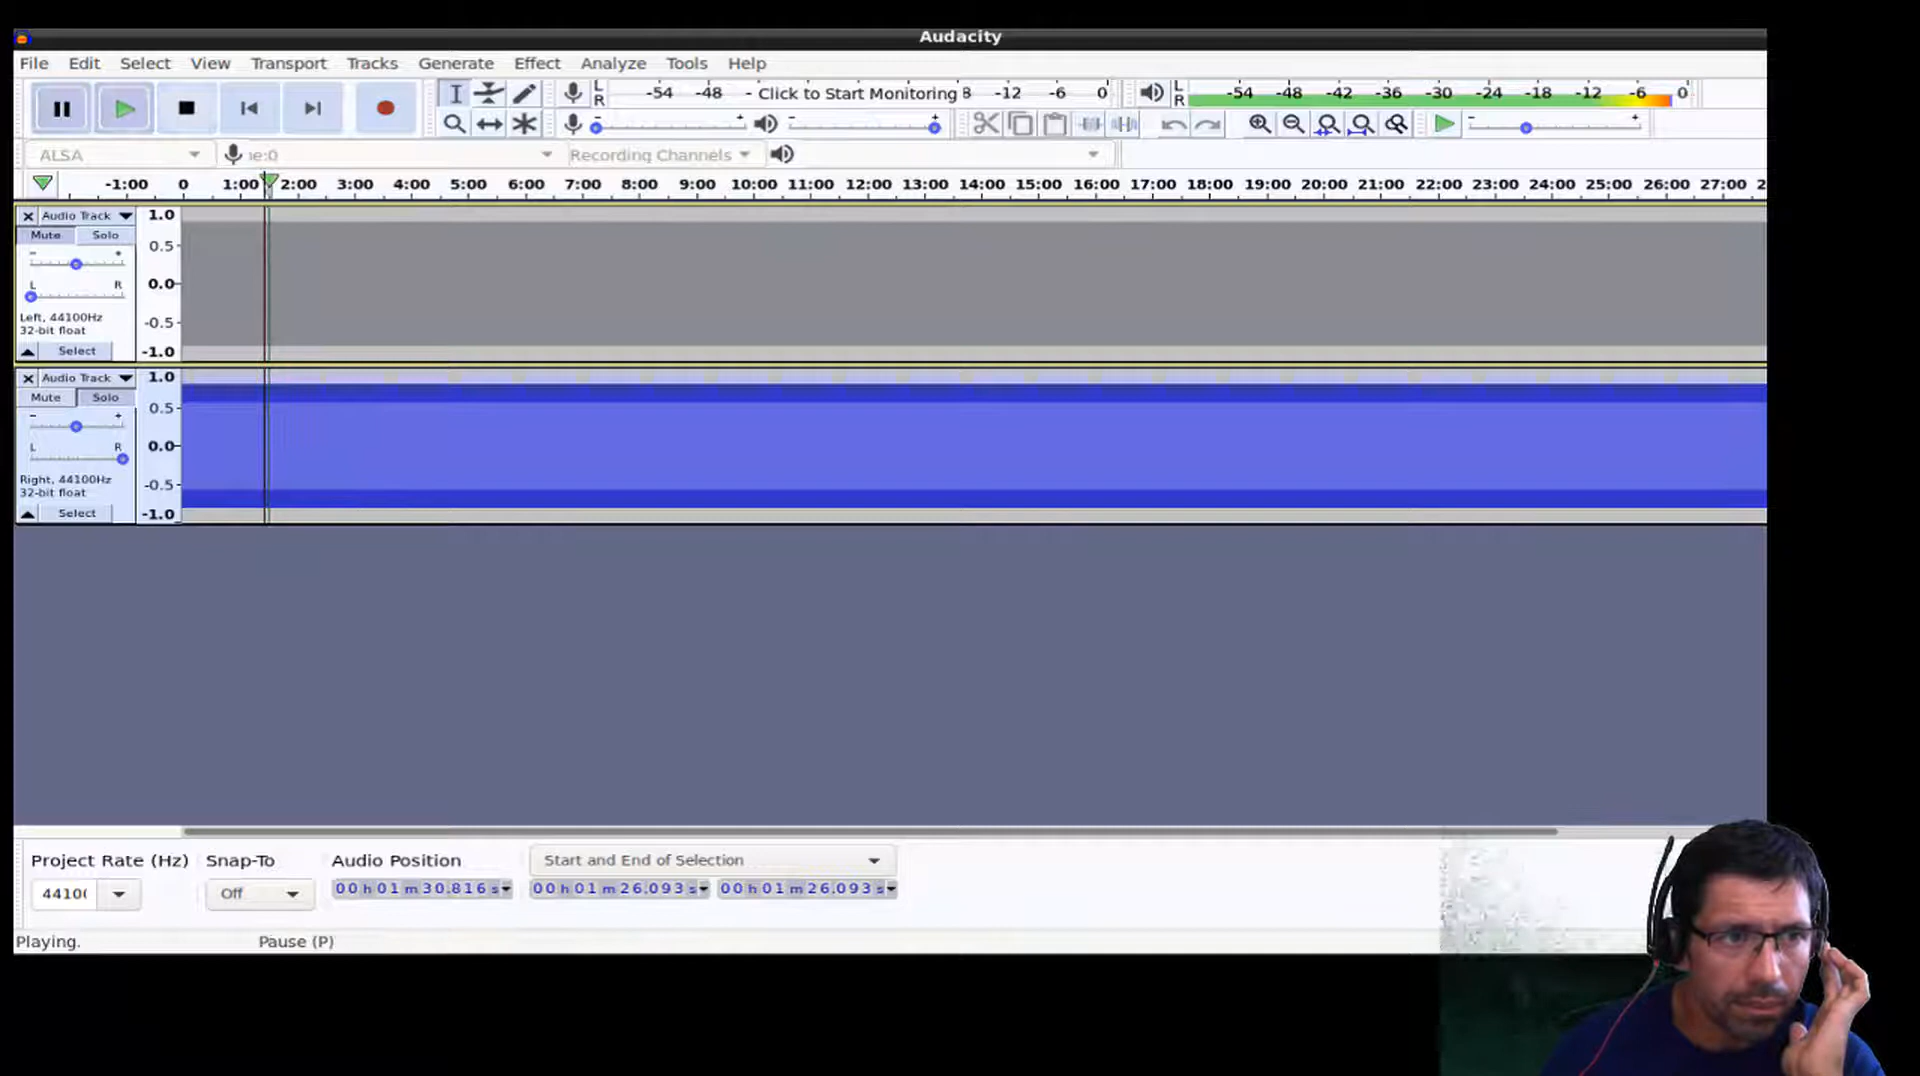 Audacity
File Edit Select View Transport Tracks Generate Effect Analyze Tools Help
L R -54 -48 - Click to Start Monitoring 8 -12 -6 0 L R -54 -48 -42 -36 -30 -24 -18 -12 -6 0
ALSA Recording Channels
-1:00 0 1:00 2:00 3:00 4:00 5:00 6:00 7:00 8:00 9:00 10:00 11:00 12:00 13:00 14:00 15:00 16:00 17:00 18:00 19:00 20:00 21:00 22:00 23:00 24:00 25:00 26:00 27:00 2
Audio Track 1.0
Mute Solo
0.5
L R 0.0
Left, 44100Hz -0.5
32-bit float
Select -1.0
Audio Track 1.0
Mute Solo 0.5
L R 0.0
Right, 44100Hz -0.5
32-bit float
Select -1.0
Project Rate (Hz) Snap-To Audio Position Start and End of Selection
4410 Off 00 h 01 m 30.816 s 00 h 01 m 26.093 s 00 h 01 m 26.093 s
Playing. Pause (P)